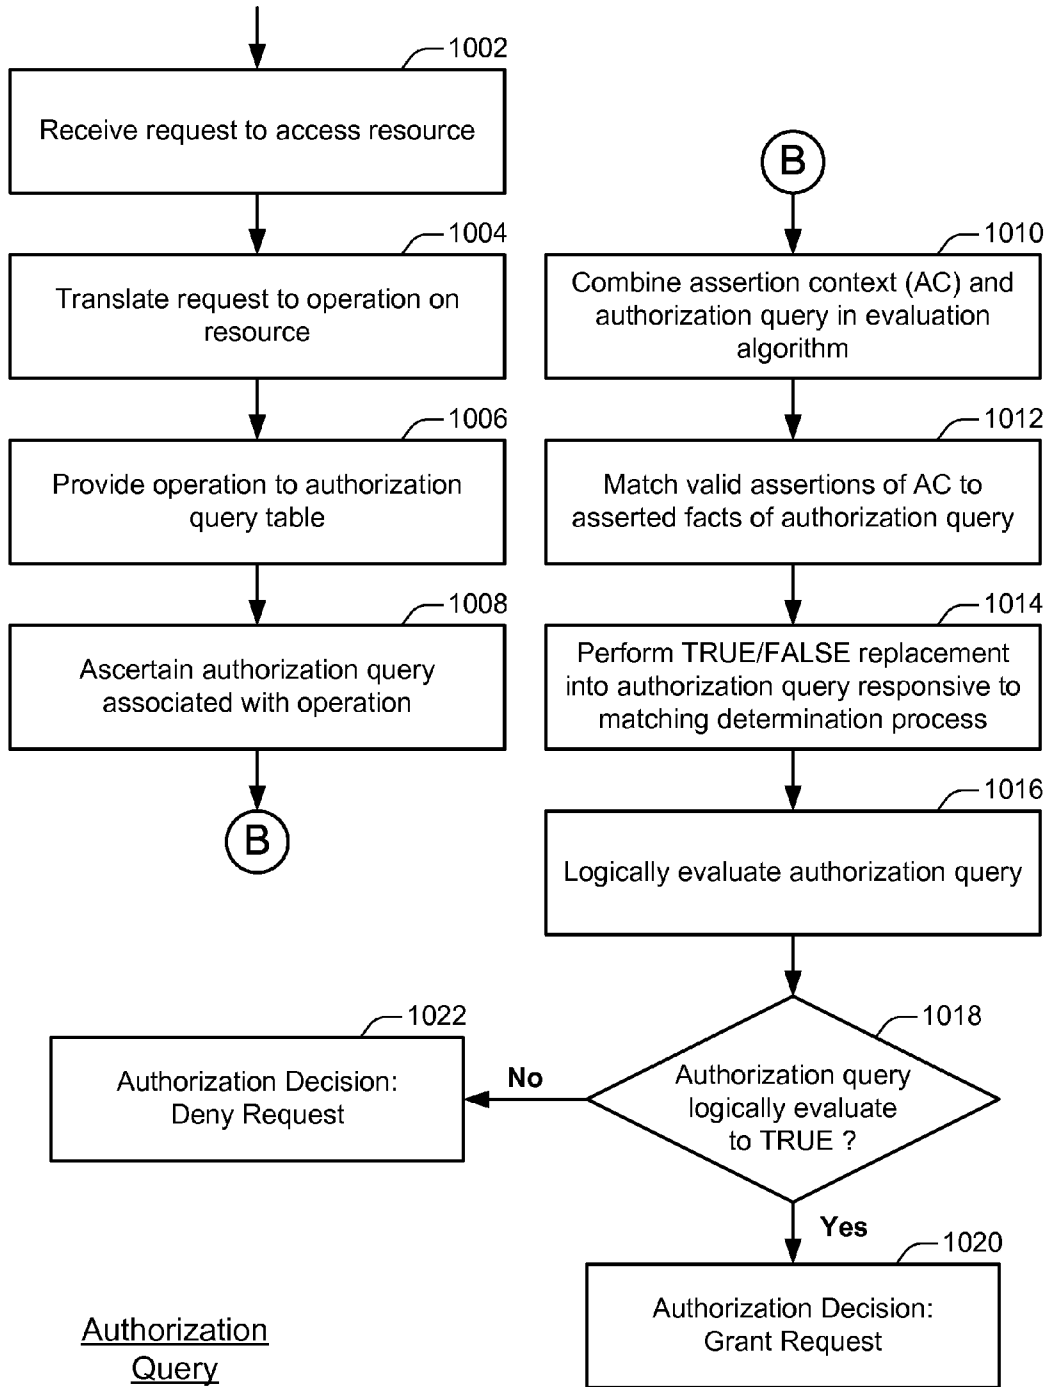 1002
Receive request to access resource
1004
Translate request to operation on
resource
1006
Provide operation to authorization
query table
1008
Ascertain authorization query
associated with operation
B
B
1010
Combine assertion context (AC) and
authorization query in evaluation
algorithm
1012
Match valid assertions of AC to
asserted facts of authorization query
1014
Perform TRUE/FALSE replacement
into authorization query responsive to
matching determination process
1016
Logically evaluate authorization query
1018
Authorization query
logically evaluate
to TRUE ?
No
1022
Authorization Decision:
Deny Request
Yes
1020
Authorization Decision:
Grant Request
Authorization
Query